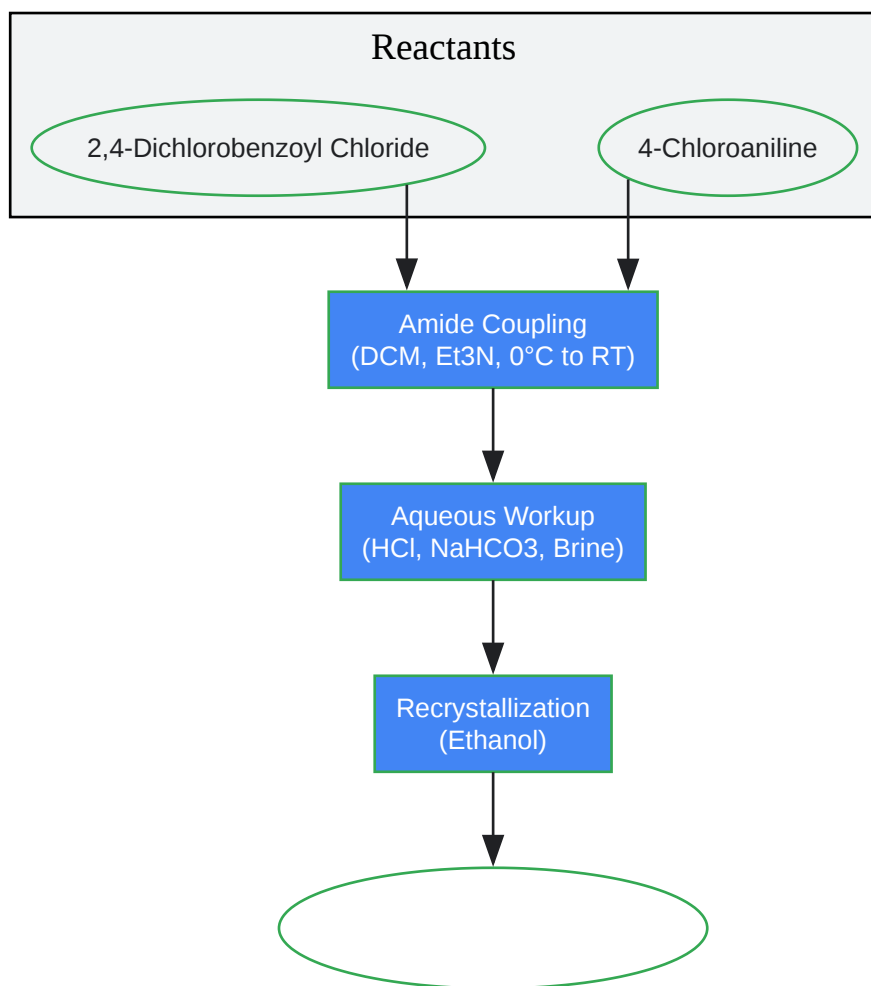 Reactants
2,4-Dichlorobenzoyl Chloride
4-Chloroaniline
Amide Coupling
(DCM, Et3N, 0°C to RT)
Aqueous Workup
(HCl, NaHCO3, Brine)
Recrystallization
(Ethanol)